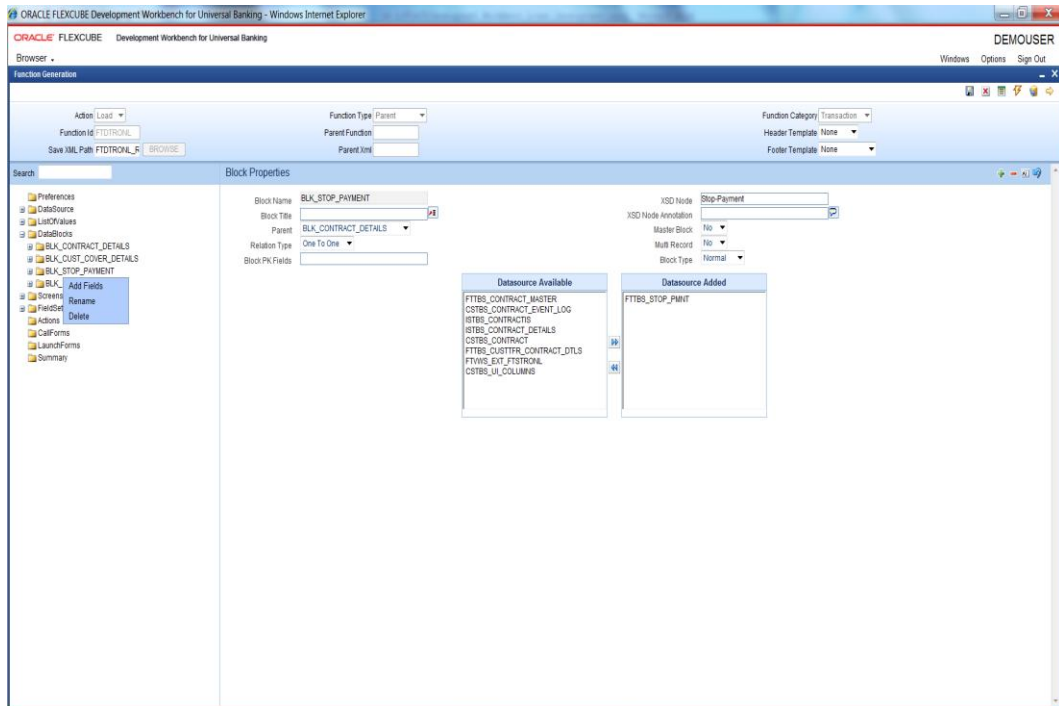 ORACLE FLEXCUBE Development Workbench for Universal Banking - Windows Internet Explorer
ORACLE FLEXCUBE Development Workbench for Universal Banking
DEMOUSER
Browser
Windows Options Sign Out
Function Generation
Action Load
Function Type Parent
Function Category Transaction
Function Id FTDTRONL
Parent Function
Header Template None
Save XML Path FTDTRONL_R BROWSE
Parent Xml
Footer Template None
Search
Block Properties
Preferences
DataSource
ListOfValues
DataBlocks
BLK_CONTRACT_DETAILS
BLK_CUST_COVER_DETAILS
BLK_STOP_PAYMENT
BLK_
Add Fields
Rename
Delete
Screens
FieldSet
Actions
CallForms
LaunchForms
Summary
Block Name BLK_STOP_PAYMENT
XSD Node Stop-Payment
Block Title
XSD Node Annotation
Parent BLK_CONTRACT_DETAILS
Master Block No
Relation Type One To One
Multi Record No
Block PK Fields
Block Type Normal
Datasource Available
Datasource Added
FTTBS_CONTRACT_MASTER
CSTBS_CONTRACT_EVENT_LOG
ISTBS_CONTRACTIS
ISTBS_CONTRACT_DETAILS
CSTBS_CONTRACT
FTTBS_CUSTTFR_CONTRACT_DTLS
FTVWS_EXT_FTSTRONL
CSTBS_UI_COLUMNS
FTTBS_STOP_PMNT